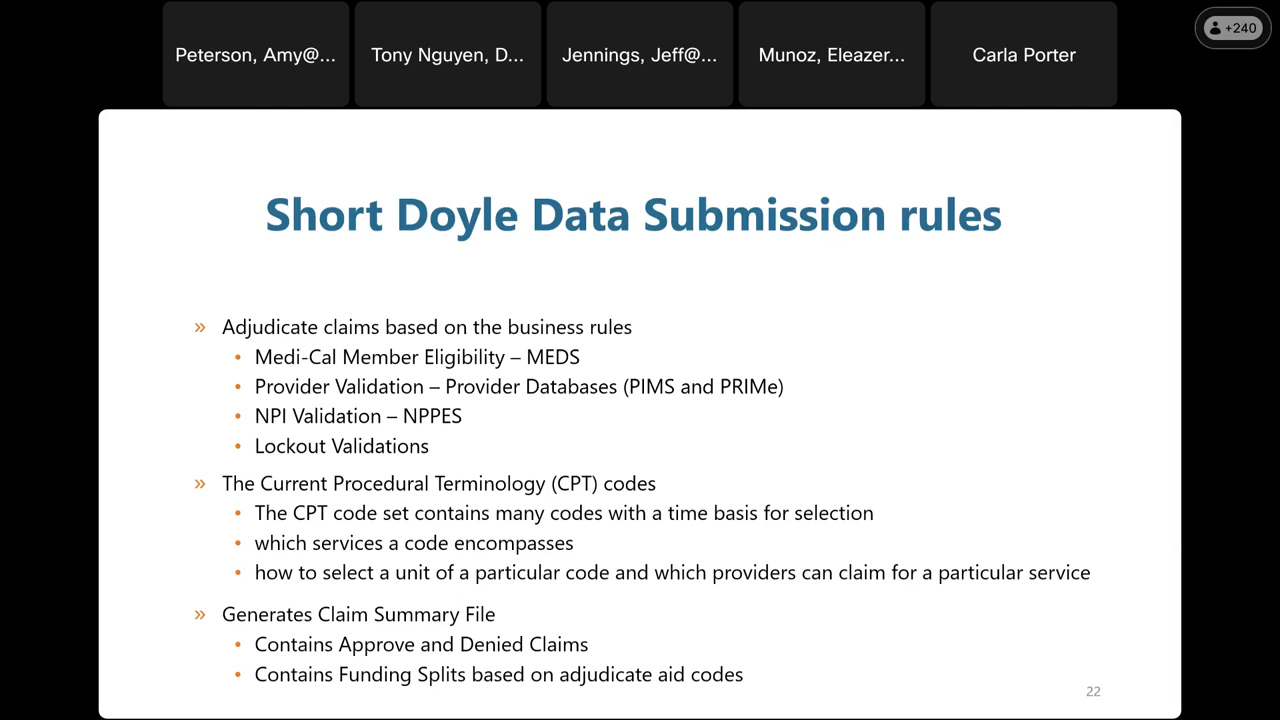 Peterson, Amy@...
Tony Nguyen, D...
Jennings, Jeff@...
Munoz, Eleazer...
Carla Porter
+240
Short Doyle Data Submission rules
» Adjudicate claims based on the business rules
• Medi-Cal Member Eligibility – MEDS
• Provider Validation – Provider Databases (PIMS and PRIMe)
• NPI Validation – NPPES
• Lockout Validations
» The Current Procedural Terminology (CPT) codes
• The CPT code set contains many codes with a time basis for selection
• which services a code encompasses
• how to select a unit of a particular code and which providers can claim for a particular service
» Generates Claim Summary File
• Contains Approve and Denied Claims
• Contains Funding Splits based on adjudicate aid codes
22